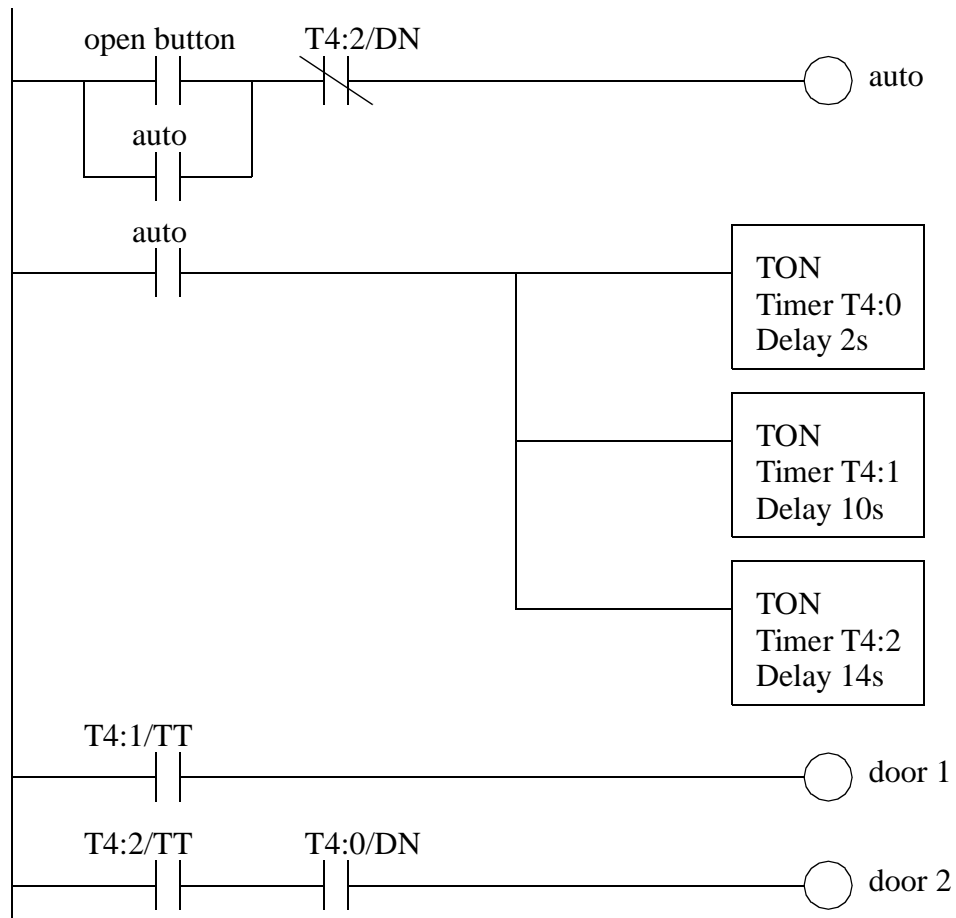 open button
T4:2/DN
auto
auto
auto
TON
Timer T4:0
Delay 2s
TON
Timer T4:1
Delay 10s
TON
Timer T4:2
Delay 14s
T4:1/TT
door 1
T4:2/TT
T4:0/DN
door 2